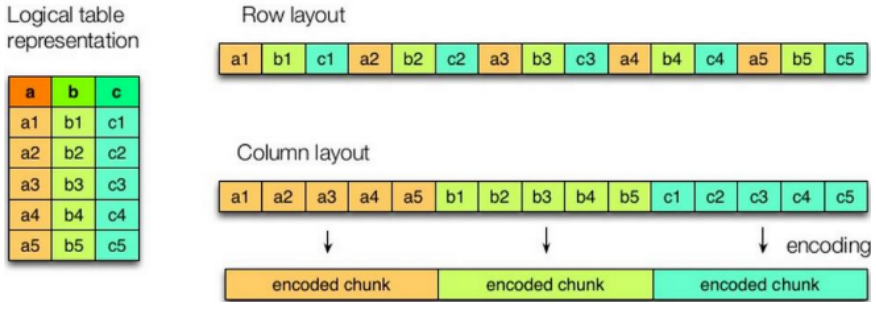 Logical table
representation
a b c
a1 b1 c1
a2 b2 c2
a3 b3 c3
a4 b4 c4
a5 b5 c5
Row layout
a1 b1 c1 a2 b2 c2 a3 b3 c3 a4 b4 c4 a5 b5 c5
Column layout
a1 a2 a3 a4 a5 b1 b2 b3 b4 b5 c1 c2 c3 c4 c5
encoding
encoded chunk encoded chunk encoded chunk